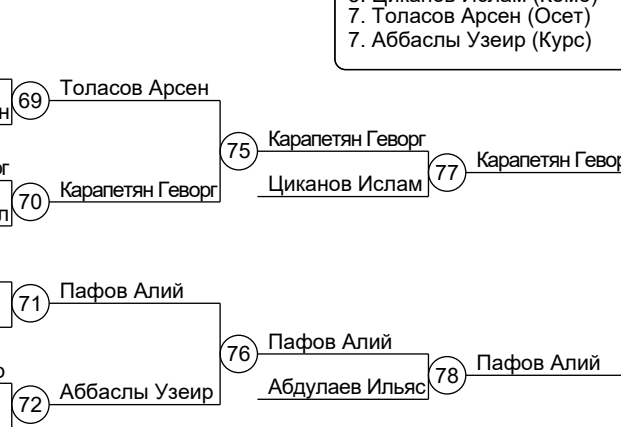 7. Толасов Арсен (Осет)
7. Аббаслы Узеир (Курс)
69 Толасов Арсен
75 Карапетян Геворг
77 Карапетян Гевор
Циканов Ислам
70 Карапетян Геворг
71 Пафов Алий
76 Пафов Алий
78 Пафов Алий
Абдулаев Ильяс
72 Аббаслы Узеир